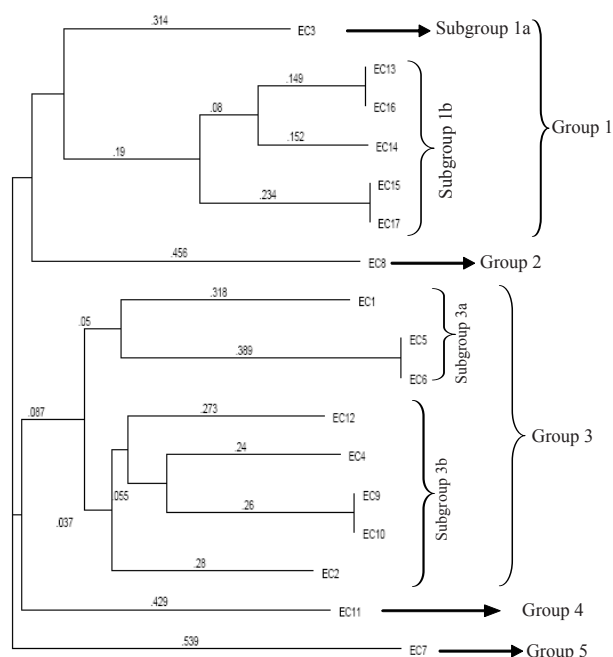 .314
EC3
Subgroup 1a
EC13
.149
.08
EC16
Subgroup 1b
Group 1
.152
EC14
.19
EC15
.234
EC17
.456
EC8
Group 2
.318
EC1
.05
EC5
Subgroup 3a
.389
EC6
.273
EC12
.087
Group 3
.24
EC4
Subgroup 3b
.055
EC9
.26
.037
EC10
.28
EC2
.429
EC11
Group 4
.539
EC7
Group 5